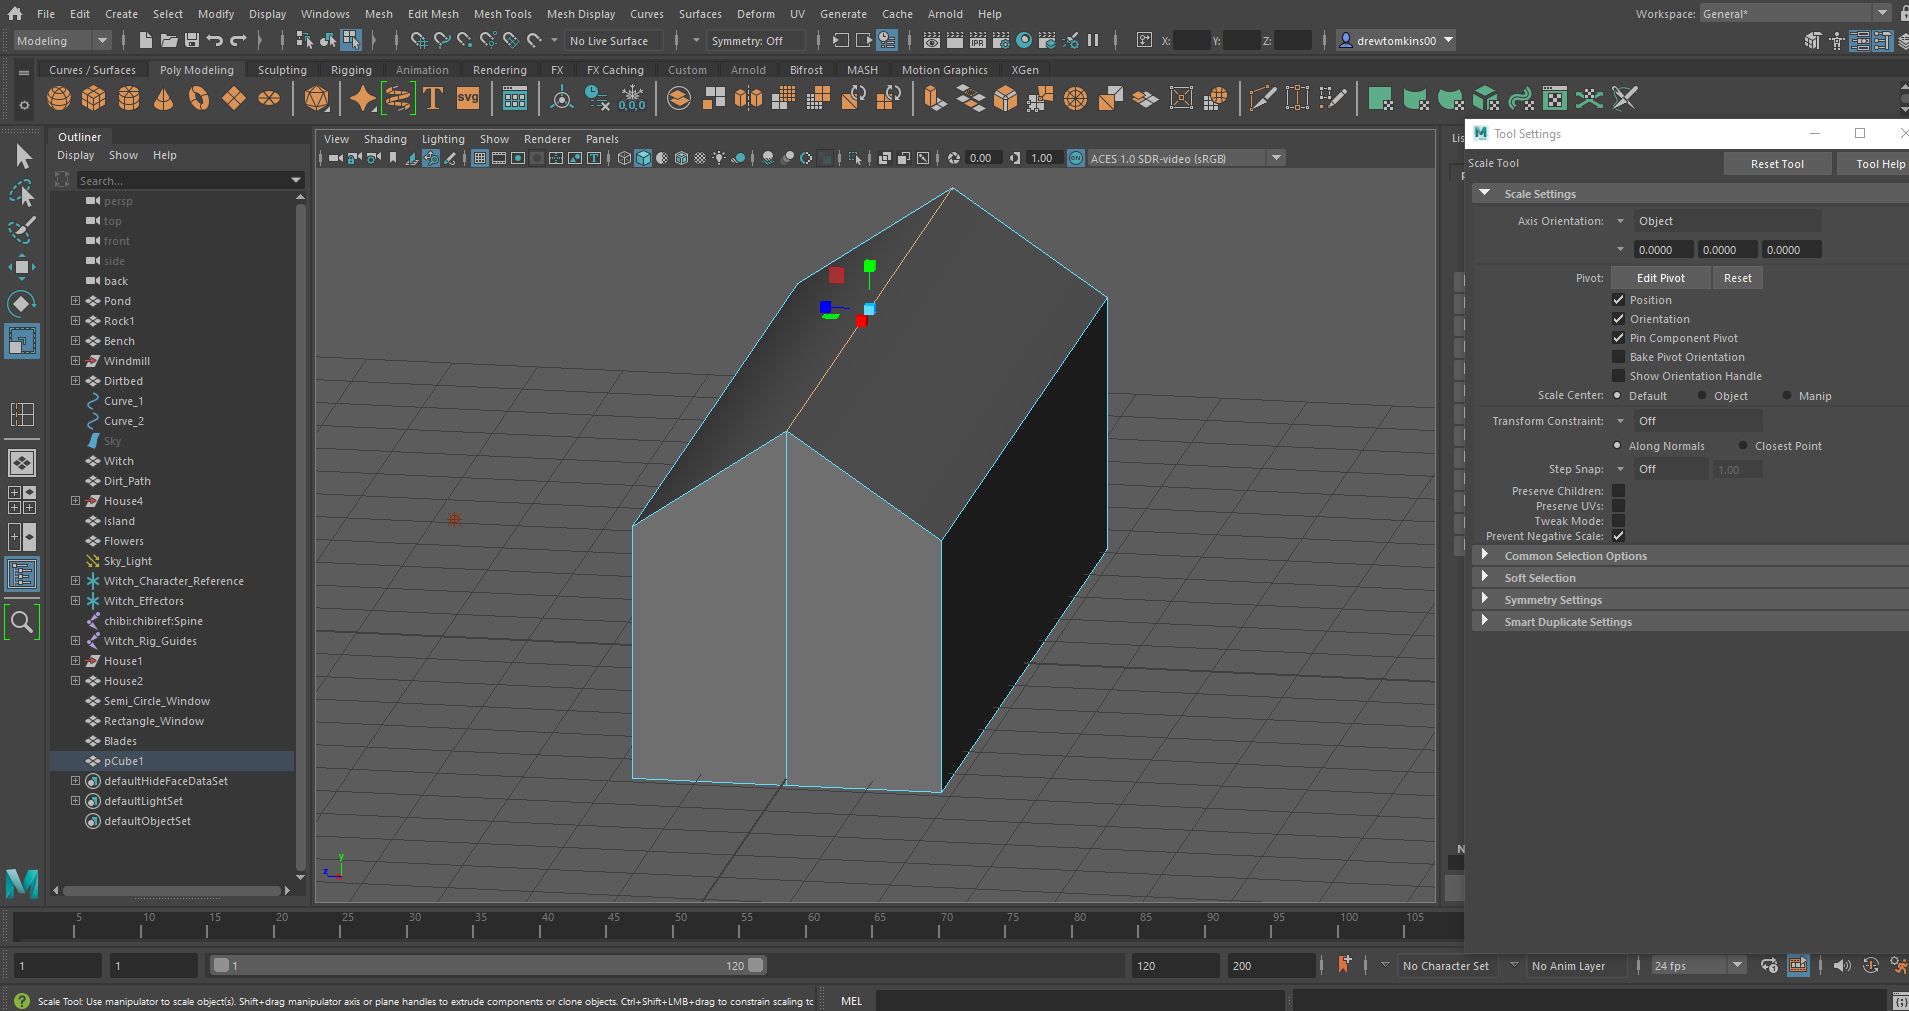 File Edit Create Select Modify Display Windows Mesh Edit Mesh Mesh Tools Mesh Display Curves Surfaces Deform UV Generate Cache Arnold Help
Workspace: General*
Modeling
No Live Surface
Symmetry: Off
X: Y: Z:
drewtomkins00
Curves / Surfaces Poly Modeling Sculpting Rigging Animation Rendering FX FX Caching Custom Arnold Bifrost MASH Motion Graphics XGen
T svg
0,0,0
Outliner
Display Show Help
Search...
persp
top
front
side
back
Pond
Rock1
Bench
Windmill
Dirtbed
Curve_1
Curve_2
Sky
Witch
Dirt_Path
House4
Island
Flowers
Sky_Light
Witch_Character_Reference
Witch_Effectors
chibi:chibiref:Spine
Witch_Rig_Guides
House1
House2
Semi_Circle_Window
Rectangle_Window
Blades
pCube1
defaultHideFaceDataSet
defaultLightSet
defaultObjectSet
View Shading Lighting Show Renderer Panels
0.00 1.00 ACES 1.0 SDR-video (sRGB)
y
z
Lis
Tool Settings
Scale Tool Reset Tool Tool Help
Scale Settings
Axis Orientation: Object
0.0000 0.0000 0.0000
Pivot: Edit Pivot Reset
Position
Orientation
Pin Component Pivot
Bake Pivot Orientation
Show Orientation Handle
Scale Center: Default Object Manip
Transform Constraint: Off
Along Normals Closest Point
Step Snap: Off 1.00
Preserve Children:
Preserve UVs:
Tweak Mode:
Prevent Negative Scale:
Common Selection Options
Soft Selection
Symmetry Settings
Smart Duplicate Settings
N
M
5 10 15 20 25 30 35 40 45 50 55 60 65 70 75 80 85 90 95 100 105
1 1 1 120 120 200 No Character Set No Anim Layer 24 fps
Scale Tool: Use manipulator to scale object(s). Shift+drag manipulator axis or plane handles to extrude components or clone objects. Ctrl+Shift+LMB+drag to constrain scaling to
MEL